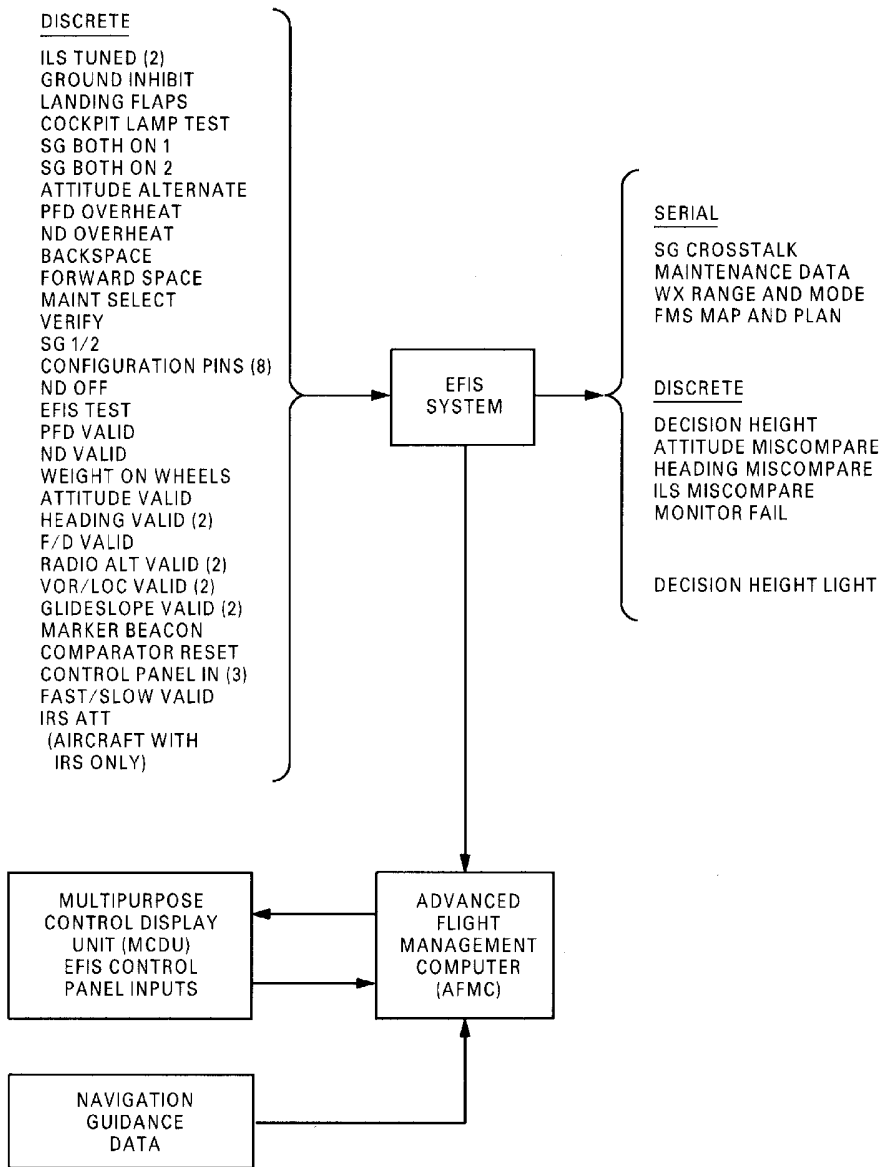 DISCRETE
ILS TUNED (2)
GROUND INHIBIT
LANDING FLAPS
COCKPIT LAMP TEST
SG BOTH ON 1
SG BOTH ON 2
ATTITUDE ALTERNATE
PFD OVERHEAT
ND OVERHEAT
BACKSPACE
FORWARD SPACE
MAINT SELECT
VERIFY
SG 1/2
CONFIGURATION PINS (8)
ND OFF
EFIS TEST
PFD VALID
ND VALID
WEIGHT ON WHEELS
ATTITUDE VALID
HEADING VALID (2)
F/D VALID
RADIO ALT VALID (2)
VOR/LOC VALID (2)
GLIDESLOPE VALID (2)
MARKER BEACON
COMPARATOR RESET
CONTROL PANEL IN (3)
FAST/SLOW VALID
IRS ATT
(AIRCRAFT WITH
IRS ONLY)
EFIS
SYSTEM
SERIAL
SG CROSSTALK
MAINTENANCE DATA
WX RANGE AND MODE
FMS MAP AND PLAN
DISCRETE
DECISION HEIGHT
ATTITUDE MISCOMPARE
HEADING MISCOMPARE
ILS MISCOMPARE
MONITOR FAIL
DECISION HEIGHT LIGHT
MULTIPURPOSE
CONTROL DISPLAY
UNIT (MCDU)
EFIS CONTROL
PANEL INPUTS
ADVANCED
FLIGHT
MANAGEMENT
COMPUTER
(AFMC)
NAVIGATION
GUIDANCE
DATA